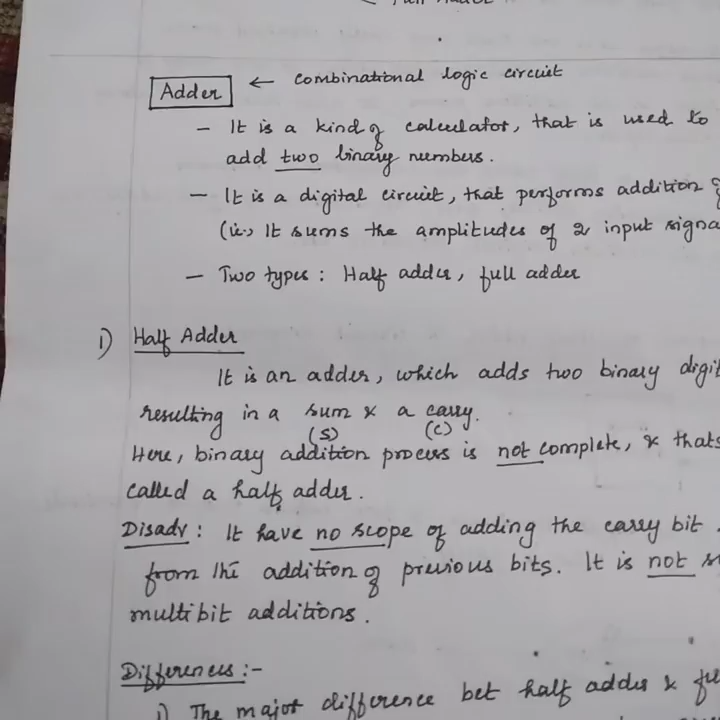 Adder ← combinational logic circuit
- It is a kind of calculator, that is used to
add two binary numbers.
- It is a digital circuit, that performs addition of
(i.e) It sums the amplitudes of 2 input
- Two types : Half adder, full adder
1) Half Adder
It is an adder, which adds two binary
resulting in a sum & a carry.
(S) (C)
Here, binary addition process is not complete, &
called a half adder.
Disadv : It have no scope of adding the carry bit
from the addition of previous bits. It is not
multibit additions.
Differences :-
1) The major difference bet half adder &